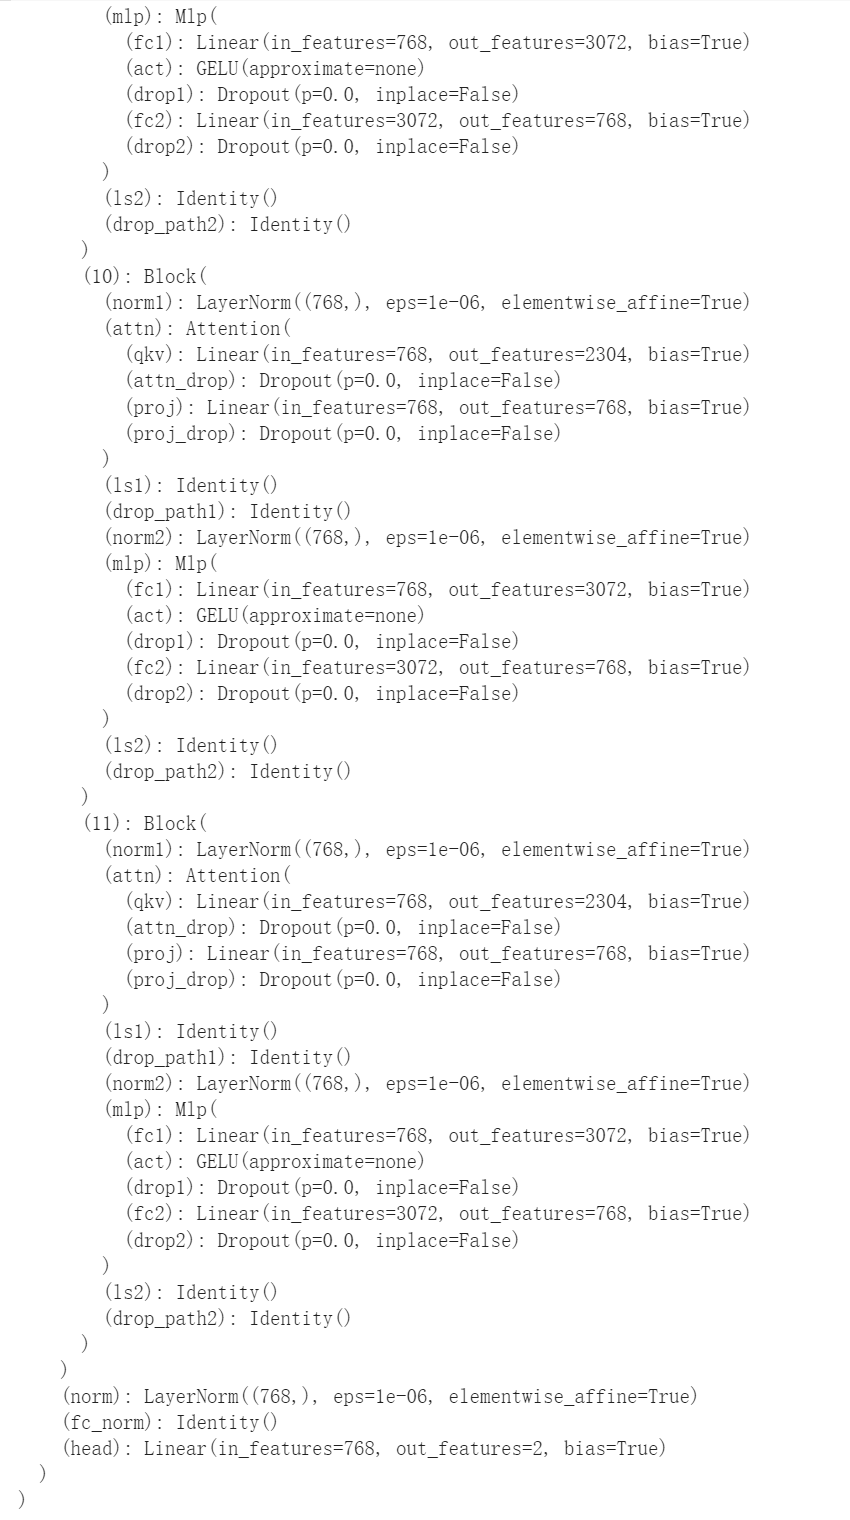 (mlp): Mlp(
(fc1): Linear(in_features=768, out_features=3072, bias=True)
(act): GELU(approximate=none)
(drop1): Dropout(p=0.0, inplace=False)
(fc2): Linear(in_features=3072, out_features=768, bias=True)
(drop2): Dropout(p=0.0, inplace=False)
)
(ls2): Identity()
(drop_path2): Identity()
)
(10): Block(
(norm1): LayerNorm((768,), eps=1e-06, elementwise_affine=True)
(attn): Attention(
(qkv): Linear(in_features=768, out_features=2304, bias=True)
(attn_drop): Dropout(p=0.0, inplace=False)
(proj): Linear(in_features=768, out_features=768, bias=True)
(proj_drop): Dropout(p=0.0, inplace=False)
)
(ls1): Identity()
(drop_path1): Identity()
(norm2): LayerNorm((768,), eps=1e-06, elementwise_affine=True)
(mlp): Mlp(
(fc1): Linear(in_features=768, out_features=3072, bias=True)
(act): GELU(approximate=none)
(drop1): Dropout(p=0.0, inplace=False)
(fc2): Linear(in_features=3072, out_features=768, bias=True)
(drop2): Dropout(p=0.0, inplace=False)
)
(ls2): Identity()
(drop_path2): Identity()
)
(11): Block(
(norm1): LayerNorm((768,), eps=1e-06, elementwise_affine=True)
(attn): Attention(
(qkv): Linear(in_features=768, out_features=2304, bias=True)
(attn_drop): Dropout(p=0.0, inplace=False)
(proj): Linear(in_features=768, out_features=768, bias=True)
(proj_drop): Dropout(p=0.0, inplace=False)
)
(ls1): Identity()
(drop_path1): Identity()
(norm2): LayerNorm((768,), eps=1e-06, elementwise_affine=True)
(mlp): Mlp(
(fc1): Linear(in_features=768, out_features=3072, bias=True)
(act): GELU(approximate=none)
(drop1): Dropout(p=0.0, inplace=False)
(fc2): Linear(in_features=3072, out_features=768, bias=True)
(drop2): Dropout(p=0.0, inplace=False)
)
(ls2): Identity()
(drop_path2): Identity()
)
)
(norm): LayerNorm((768,), eps=1e-06, elementwise_affine=True)
(fc_norm): Identity()
(head): Linear(in_features=768, out_features=2, bias=True)
)
)